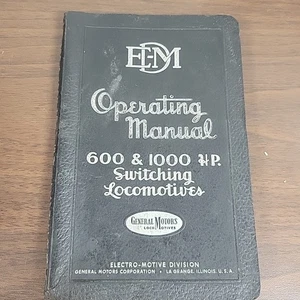 EMD
Operating
Manual
600 & 1000 H.P.
Switching
Locomotives
GENERAL MOTORS
LOCOMOTIVES
ELECTRO-MOTIVE DIVISION
GENERAL MOTORS CORPORATION • LA GRANGE, ILLINOIS, U. S. A.